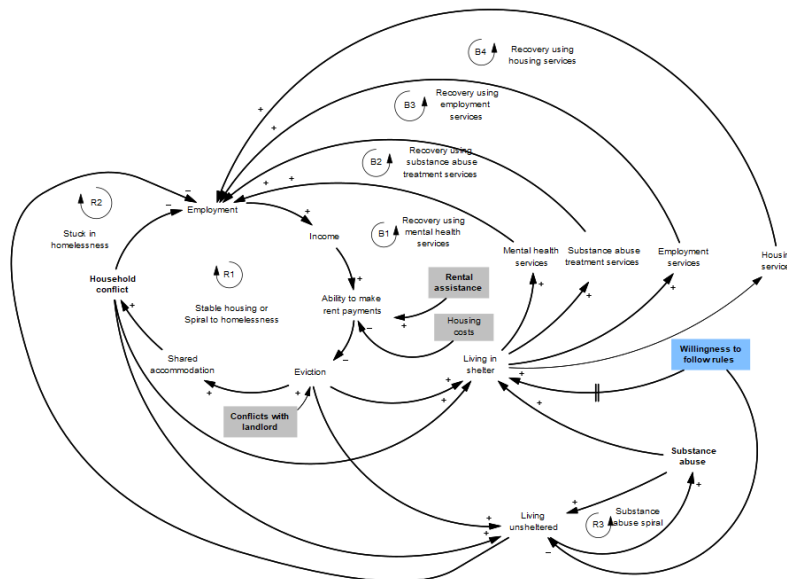 B4
Recovery using
housing services
B3
Recovery using
employment
services
B2
Recovery using
substance abuse
treatment services
R2
Stuck in
homelessness
Employment
Income
B1
Recovery using
mental health
services
Mental health
services
Substance abuse
treatment services
Employment
services
Household
conflict
R1
Stable housing or
Spiral to homelessness
Ability to make
rent payments
Rental
assistance
Housing
costs
Shared
accommodation
Eviction
Living in
shelter
Willingness to
follow rules
Conflicts with
landlord
Substance
abuse
Living
unsheltered
R3
Substance
abuse spiral